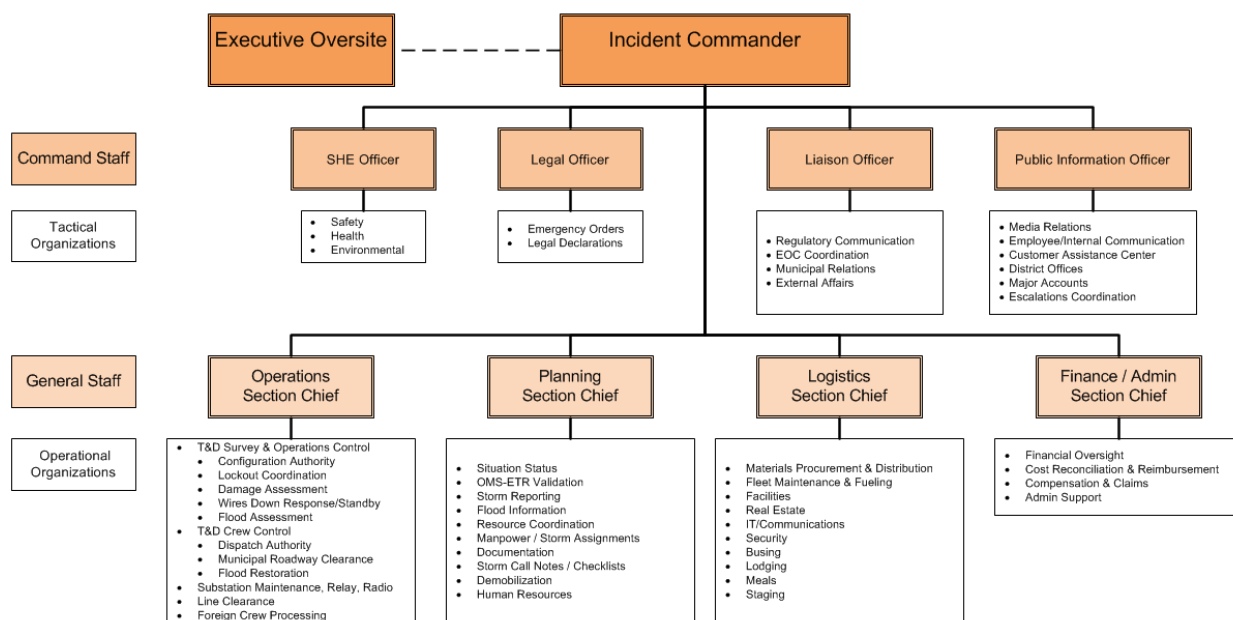 Executive Oversite
Incident Commander
Command Staff
SHE Officer
Legal Officer
Liaison Officer
Public Information Officer
Tactical
Organizations
• Safety
• Health
• Environmental
• Emergency Orders
• Legal Declarations
• Regulatory Communication
• EOC Coordination
• Municipal Relations
• External Affairs
• Media Relations
• Employee/Internal Communication
• Customer Assistance Center
• District Offices
• Major Accounts
• Escalations Coordination
General Staff
Operations
Section Chief
Planning
Section Chief
Logistics
Section Chief
Finance / Admin
Section Chief
Operational
Organizations
• T&D Survey & Operations Control
• Configuration Authority
• Lockout Coordination
• Damage Assessment
• Wires Down Response/Standby
• Flood Assessment
• T&D Crew Control
• Dispatch Authority
• Municipal Roadway Clearance
• Flood Restoration
• Substation Maintenance, Relay, Radio
• Line Clearance
• Foreign Crew Processing
• Situation Status
• OMS-ETR Validation
• Storm Reporting
• Flood Information
• Resource Coordination
• Manpower / Storm Assignments
• Documentation
• Storm Call Notes / Checklists
• Demobilization
• Human Resources
• Materials Procurement & Distribution
• Fleet Maintenance & Fueling
• Facilities
• Real Estate
• IT/Communications
• Security
• Busing
• Lodging
• Meals
• Staging
• Financial Oversight
• Cost Reconciliation & Reimbursement
• Compensation & Claims
• Admin Support